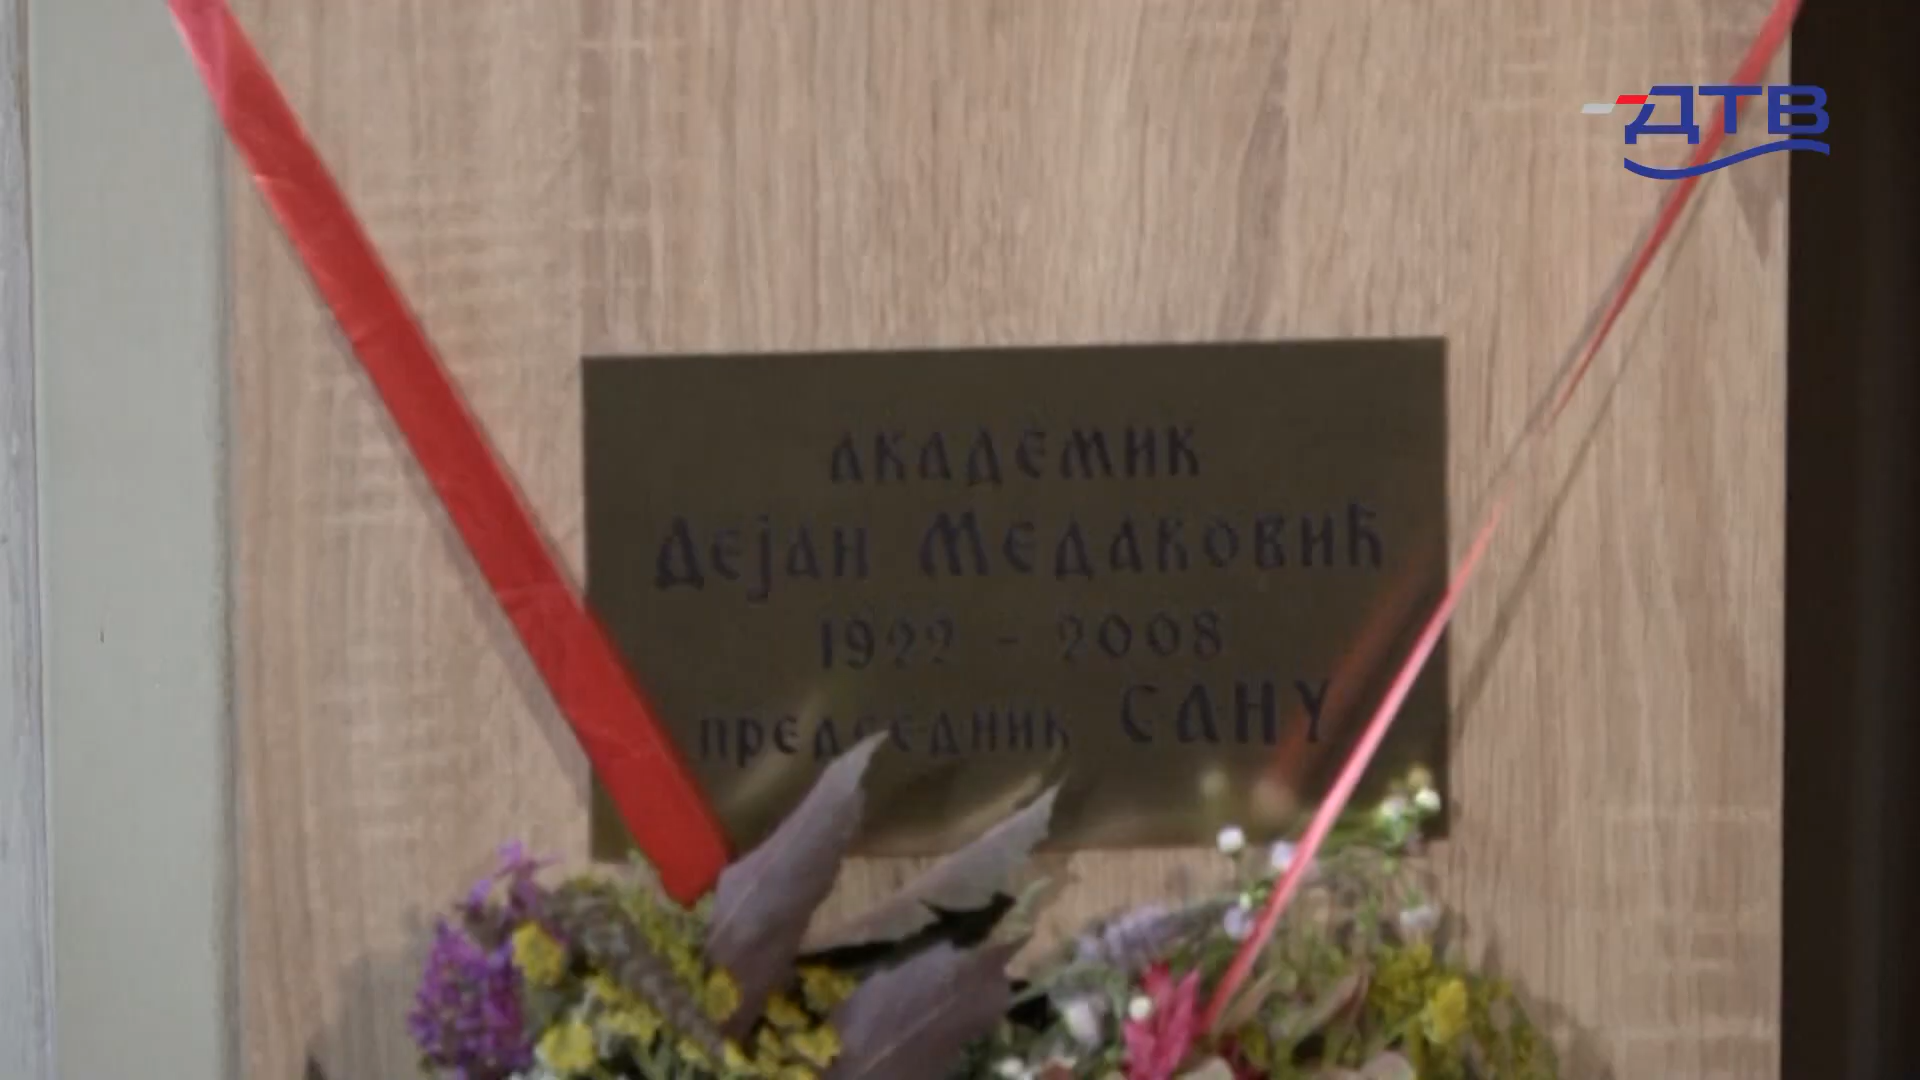 ДТВ
АКАДЕМИК
ДЕЈАН МЕДАКОВИЋ
1922 - 2008
ПРЕДСЕДНИК САНУ